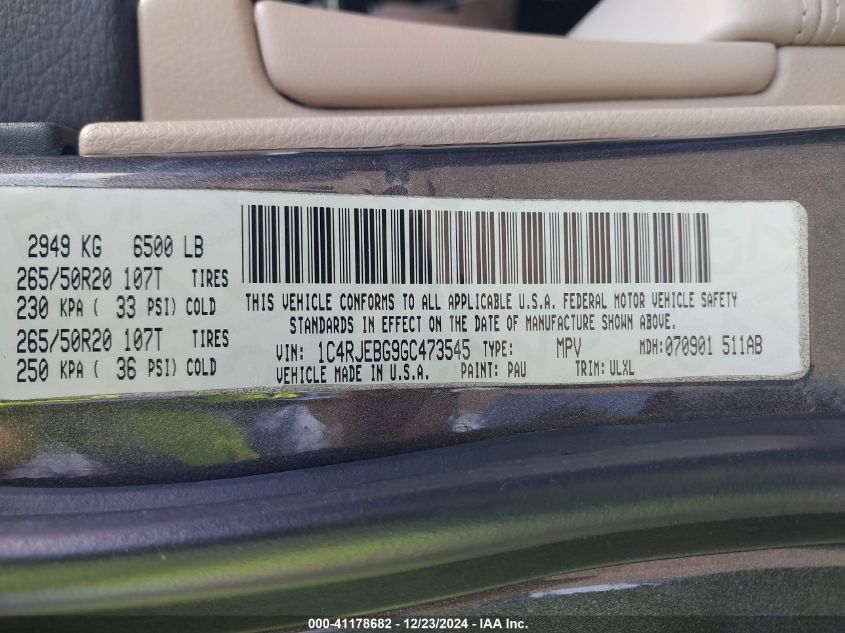 2949 KG 6500 LB
265/50R20 107T TIRES
230 KPA ( 33 PSI) COLD
265/50R20 107T TIRES
250 KPA ( 36 PSI) COLD
THIS VEHICLE CONFORMS TO ALL APPLICABLE U.S.A. FEDERAL MOTOR VEHICLE SAFETY
STANDARDS IN EFFECT ON THE DATE OF MANUFACTURE SHOWN ABOVE.
VIN: 1C4RJEBG9GC473545 TYPE: MPV MDH:070901 511AB
VEHICLE MADE IN U.S.A. PAINT: PAU TRIM: ULXL
000-41178682 - 12/23/2024 - IAA Inc.